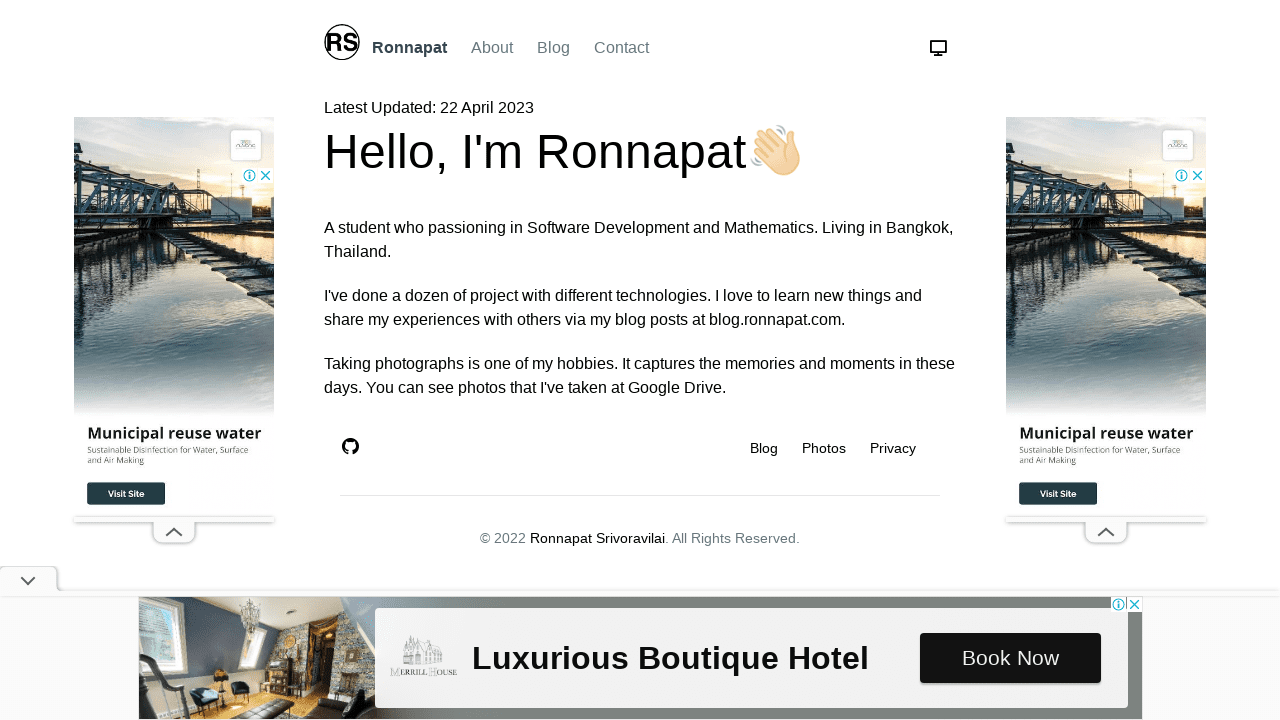 RS Ronnapat About Blog Contact
Latest Updated: 22 April 2023
Hello, I'm Ronnapat
A student who passioning in Software Development and Mathematics. Living in Bangkok,
Thailand.
I've done a dozen of project with different technologies. I love to learn new things and
share my experiences with others via my blog posts at blog.ronnapat.com.
Taking photographs is one of my hobbies. It captures the memories and moments in these
days. You can see photos that I've taken at Google Drive.
Blog Photos Privacy
© 2022 Ronnapat Srivoravilai. All Rights Reserved.
Municipal reuse water
Sustainable Disinfection for Water, Surface
and Air Making
Visit Site
Municipal reuse water
Sustainable Disinfection for Water, Surface
and Air Making
Visit Site
MERRILL HOUSE
Luxurious Boutique Hotel
Book Now